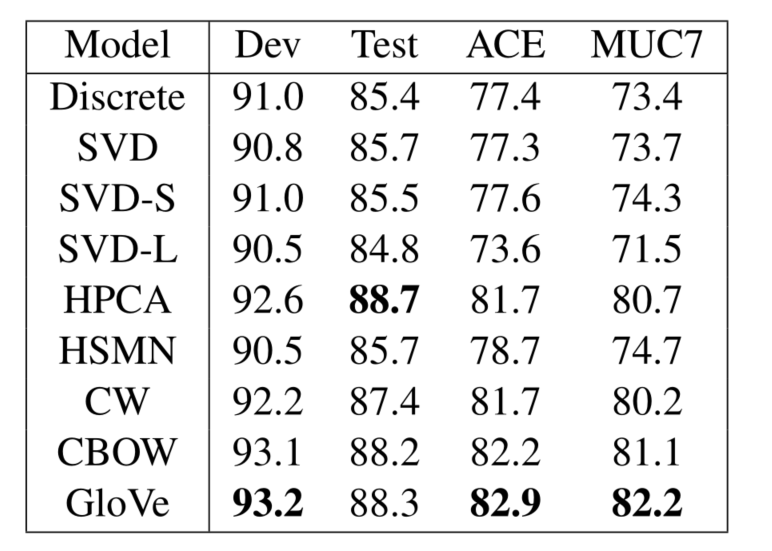 Model Dev Test ACE MUC7
Discrete 91.0 85.4 77.4 73.4
SVD 90.8 85.7 77.3 73.7
SVD-S 91.0 85.5 77.6 74.3
SVD-L 90.5 84.8 73.6 71.5
HPCA 92.6 88.7 81.7 80.7
HSMN 90.5 85.7 78.7 74.7
CW 92.2 87.4 81.7 80.2
CBOW 93.1 88.2 82.2 81.1
GloVe 93.2 88.3 82.9 82.2